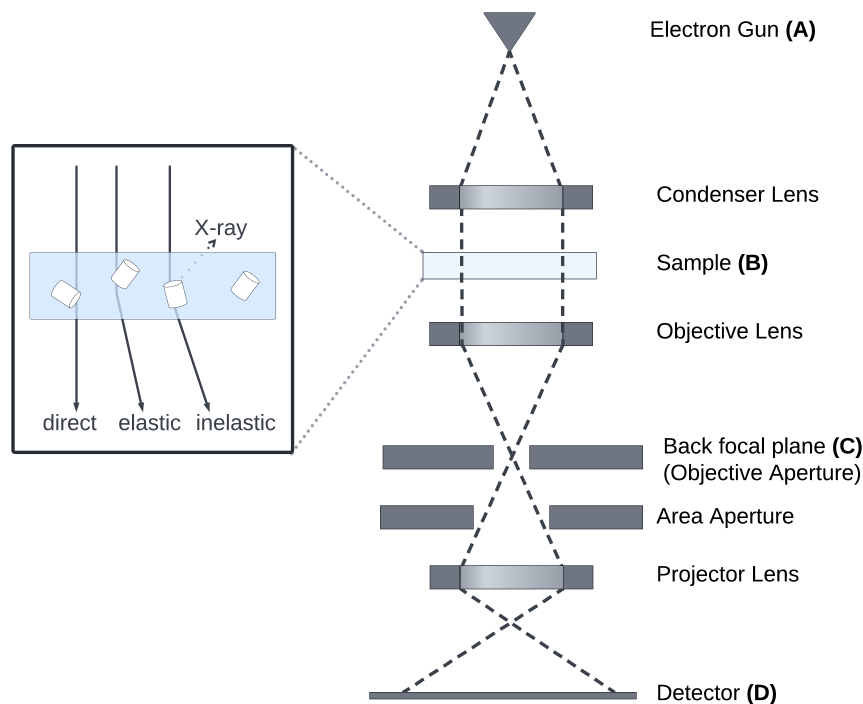 Electron Gun (A)
Condenser Lens
Sample (B)
Objective Lens
Back focal plane (C)
(Objective Aperture)
Area Aperture
Projector Lens
Detector (D)
X-ray
direct
elastic
inelastic